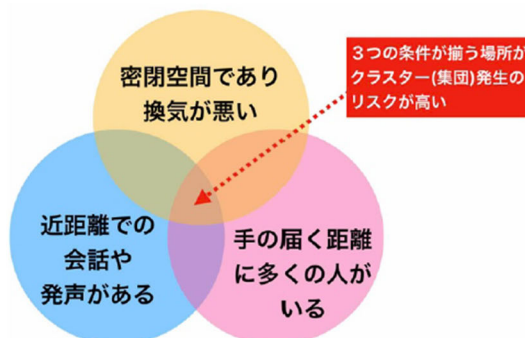 密閉空間であり
換気が悪い
３つの条件が揃う場所が
クラスター(集団)発生の
リスクが高い
近距離での
会話や
発声がある
手の届く距離
に多くの人が
いる